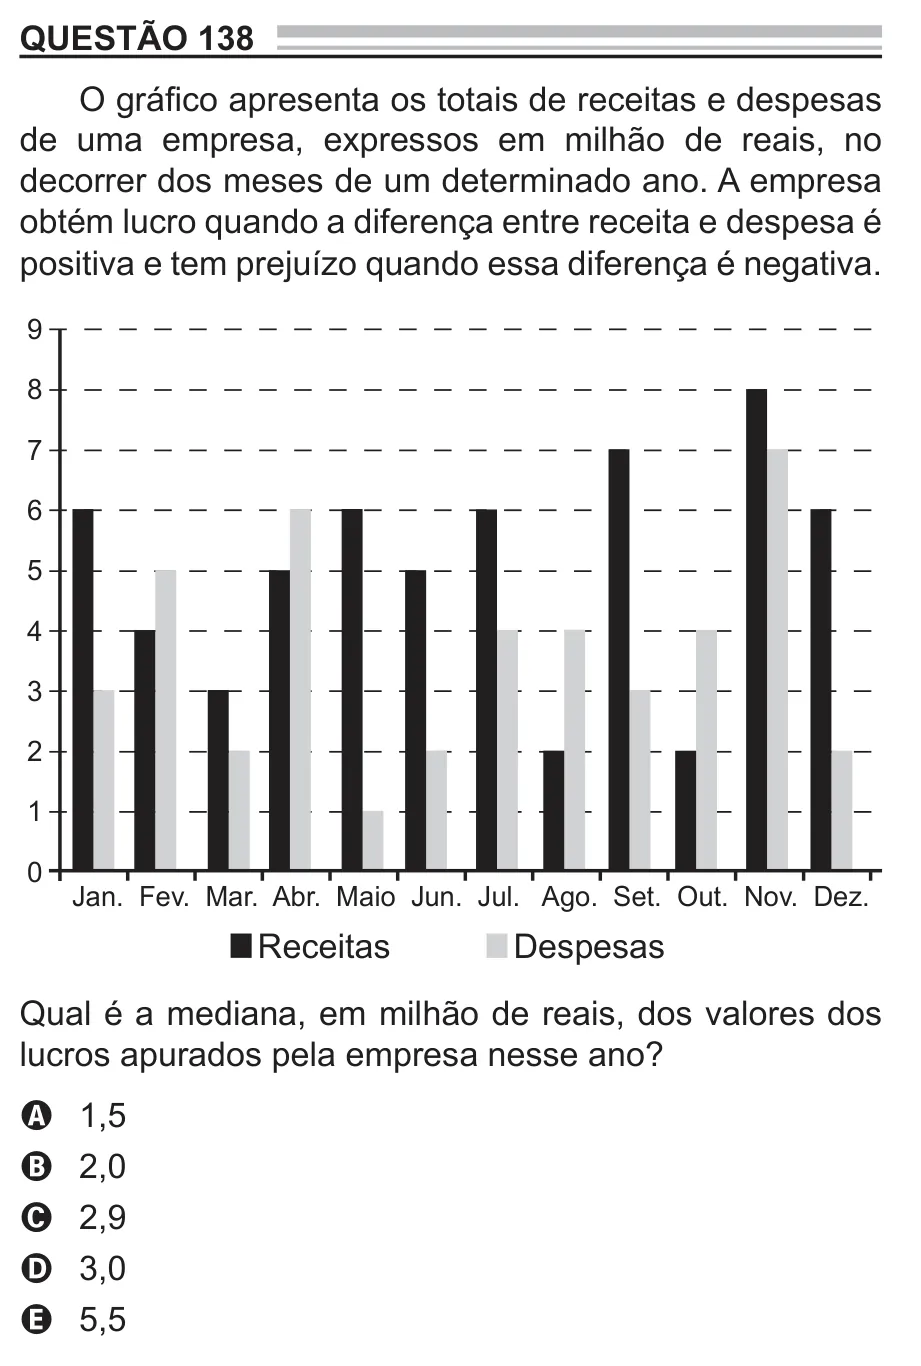 QUESTÃO 138
O gráfico apresenta os totais de receitas e despesas
de uma empresa, expressos em milhão de reais, no
decorrer dos meses de um determinado ano. A empresa
obtém lucro quando a diferença entre receita e despesa é
positiva e tem prejuízo quando essa diferença é negativa.
9
8
7
6
5
4
3
2
1
0
Jan. Fev. Mar. Abr. Maio Jun. Jul. Ago. Set. Out. Nov. Dez.
Receitas Despesas
Qual é a mediana, em milhão de reais, dos valores dos
lucros apurados pela empresa nesse ano?
A 1,5
B 2,0
C 2,9
D 3,0
E 5,5